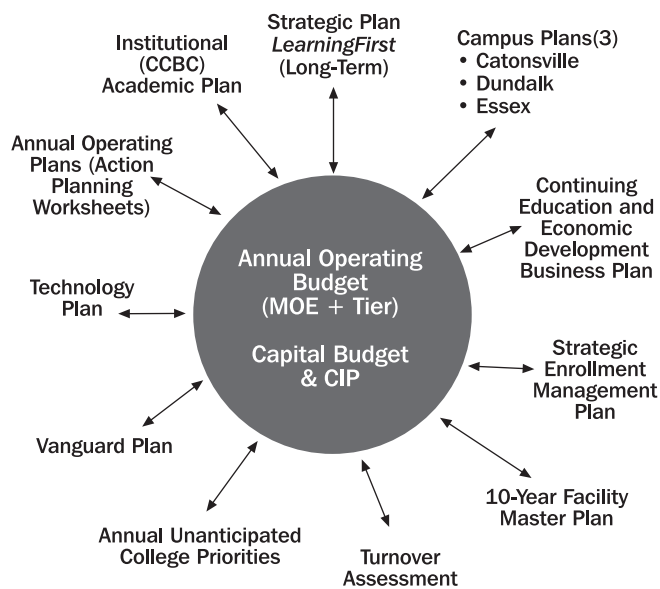 Strategic Plan
LearningFirst
(Long-Term)
Campus Plans(3)
• Catonsville
• Dundalk
• Essex
Continuing
Education and
Economic
Development
Business Plan
Strategic
Enrollment
Management
Plan
10-Year Facility
Master Plan
Turnover
Assessment
Annual Unanticipated
College Priorities
Vanguard Plan
Technology
Plan
Annual Operating
Plans (Action
Planning
Worksheets)
Institutional
(CCBC)
Academic Plan
Annual Operating
Budget
(MOE + Tier)
Capital Budget
& CIP